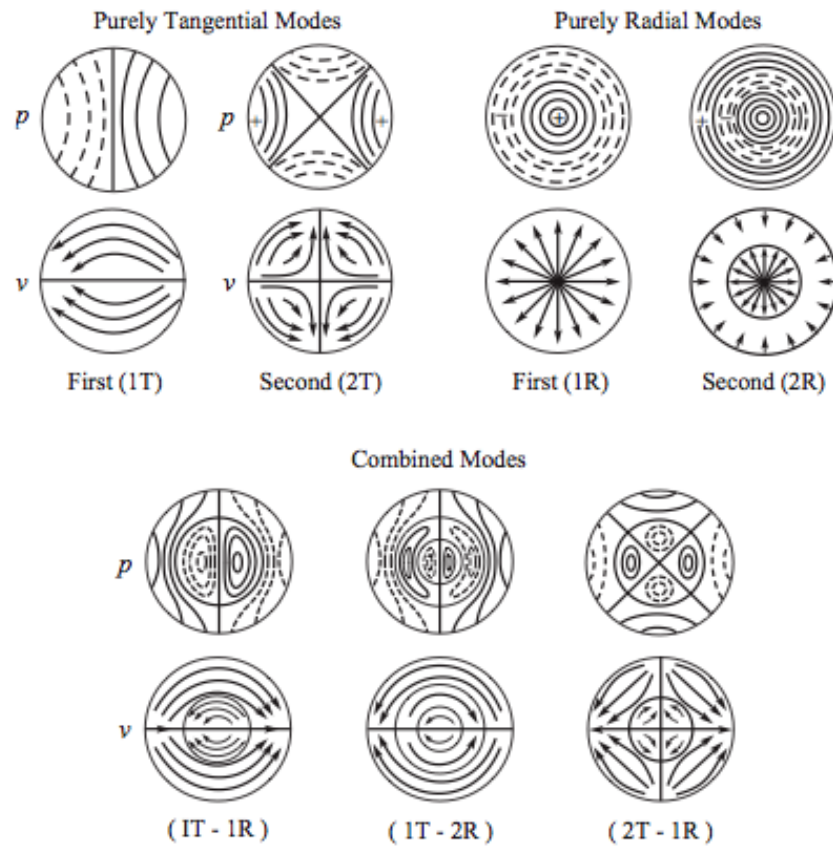 Purely Tangential Modes Purely Radial Modes
p + p + - + + -
v v
First (1T) Second (2T) First (1R) Second (2R)
Combined Modes
p
v
( IT - 1R ) ( 1T - 2R ) ( 2T - 1R )